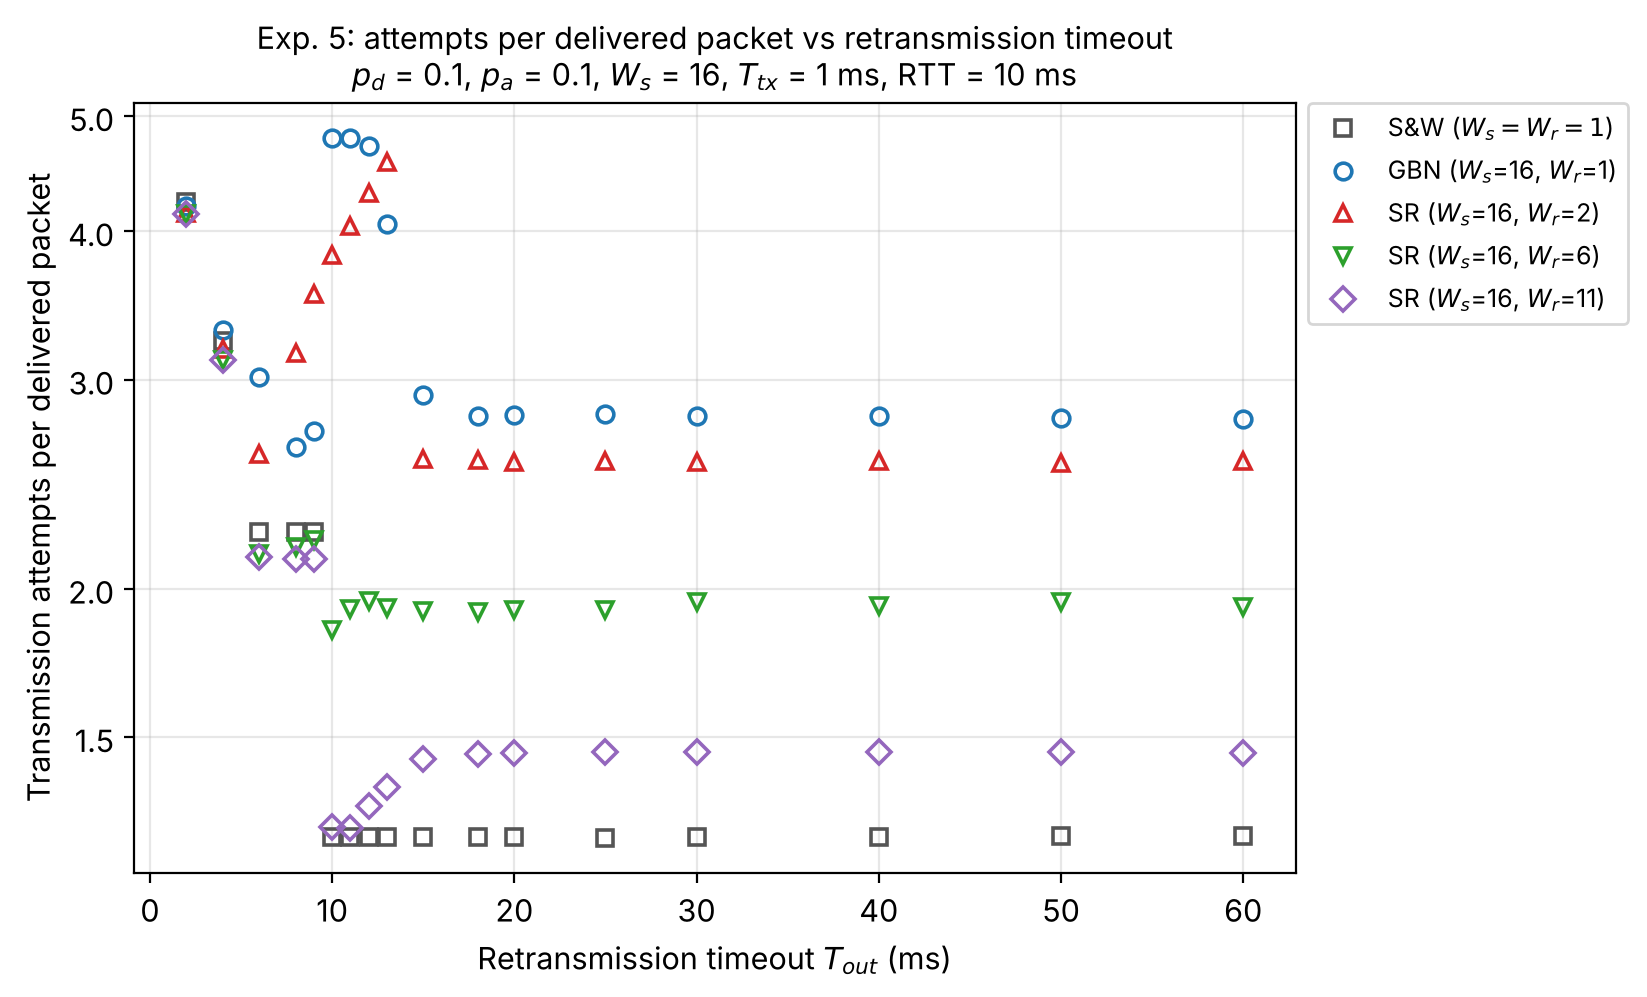 Exp. 5: attempts per delivered packet vs retransmission timeout
p_d = 0.1, p_a = 0.1, W_s = 16, T_tx = 1 ms, RTT = 10 ms
Transmission attempts per delivered packet
5.0
4.0
3.0
2.0
1.5
0
10
20
30
40
50
60
Retransmission timeout T_out (ms)
S&W (W_s = W_r = 1)
GBN (W_s=16, W_r=1)
SR (W_s=16, W_r=2)
SR (W_s=16, W_r=6)
SR (W_s=16, W_r=11)